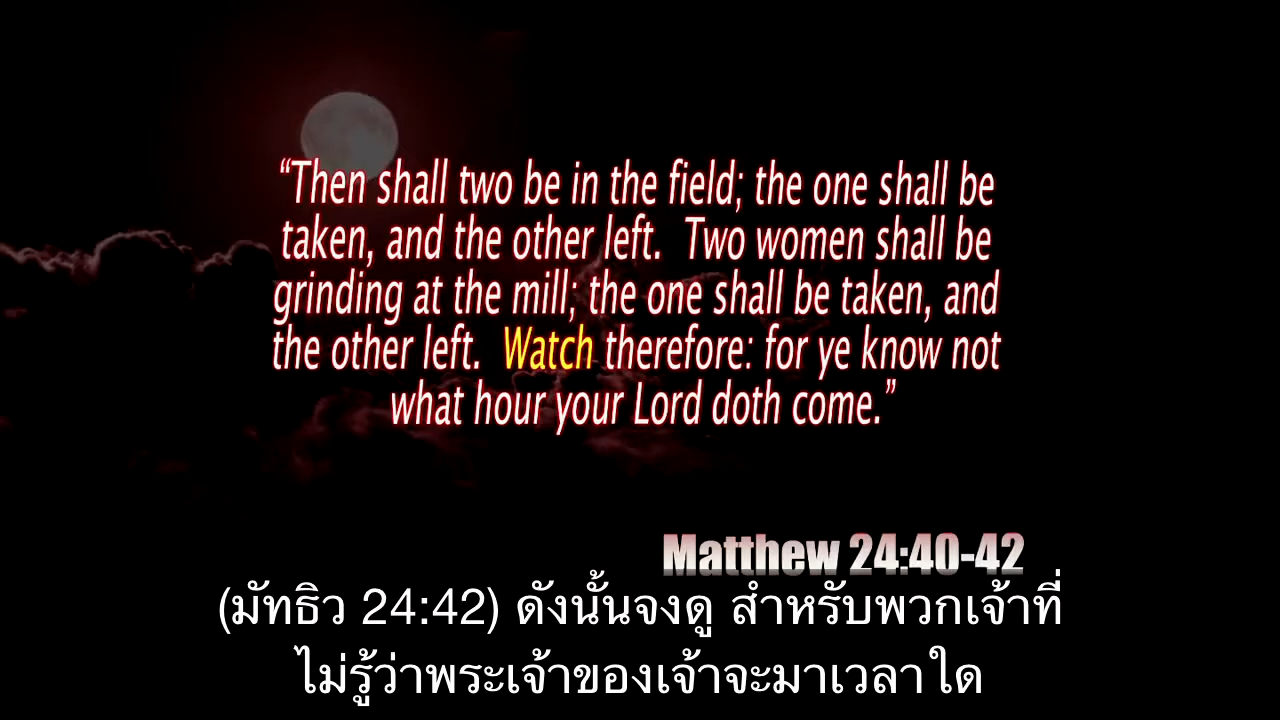 “Then shall two be in the field; the one shall be
taken, and the other left.  Two women shall be
grinding at the mill; the one shall be taken, and
the other left.  Watch therefore: for ye know not
what hour your Lord doth come.”
Matthew 24:40-42
(มัทธิว 24:42) ดังนั้นจงดู สำหรับพวกเจ้าที่
ไม่รู้ว่าพระเจ้าของเจ้าจะมาเวลาใด